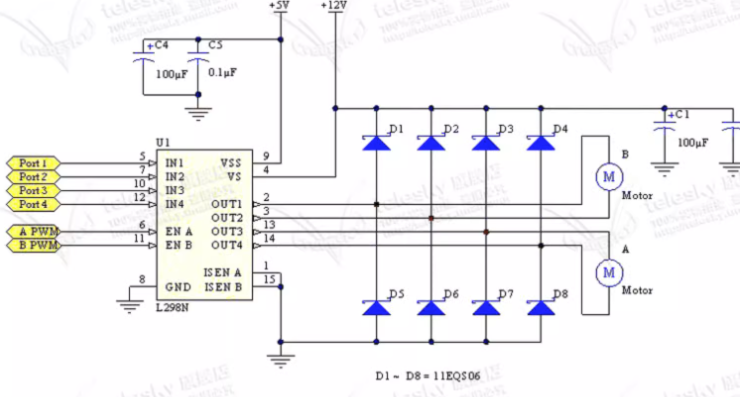 +5V
+12V
+C4
C5
100µF
0.1µF
+C1
100µF
D1
D2
D3
D4
B
M
Motor
U1
Port 1
5
IN1
VSS
9
Port 2
7
IN2
VS
4
Port 3
10
IN3
Port 4
12
IN4
OUT1
2
OUT2
3
A PWM
6
EN A
OUT3
13
B PWM
11
EN B
OUT4
14
A
M
Motor
ISEN A
1
8
GND
ISEN B
15
L298N
D5
D6
D7
D8
D1 ~ D8 = 11EQS06
telesky